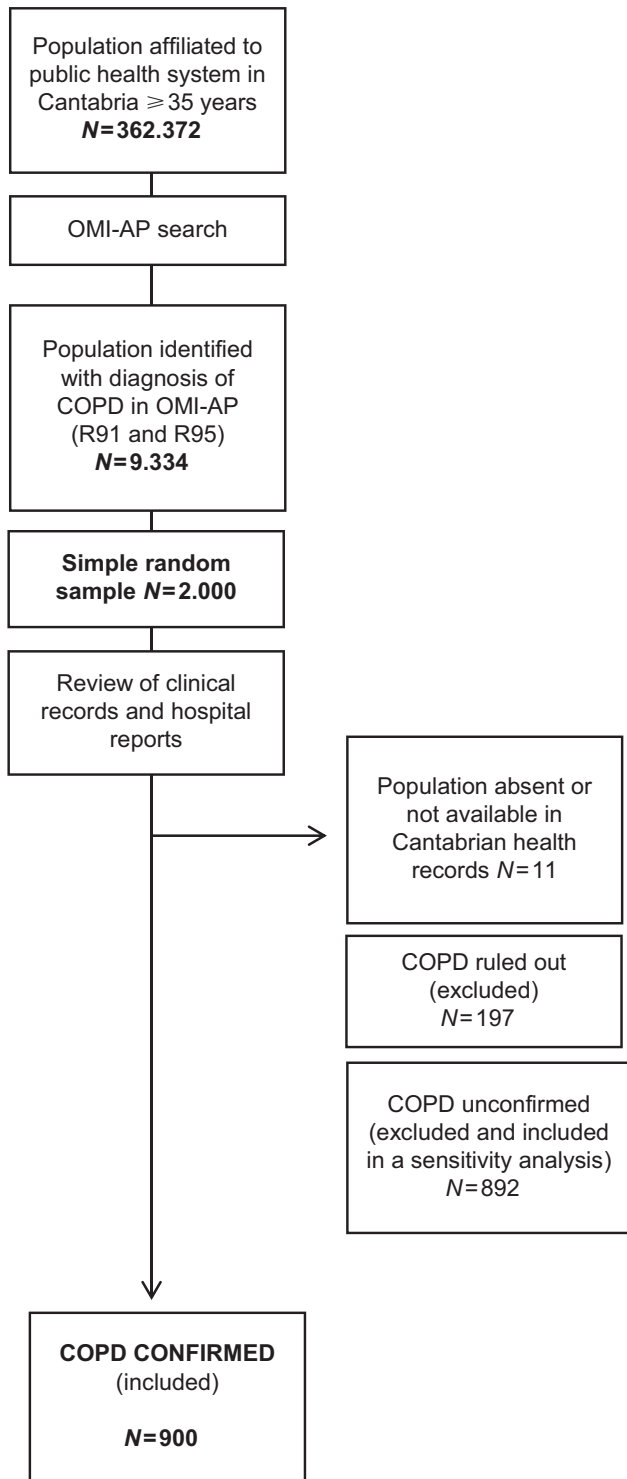 Population affiliated to
public health system in
Cantabria ⩾ 35 years
N=362.372
OMI-AP search
Population identified
with diagnosis of
COPD in OMI-AP
(R91 and R95)
N=9.334
Simple random
sample N=2.000
Review of clinical
records and hospital
reports
Population absent or
not available in
Cantabrian health
records N=11
COPD ruled out
(excluded)
N=197
COPD unconfirmed
(excluded and included
in a sensitivity analysis)
N=892
COPD CONFIRMED
(included)
N=900